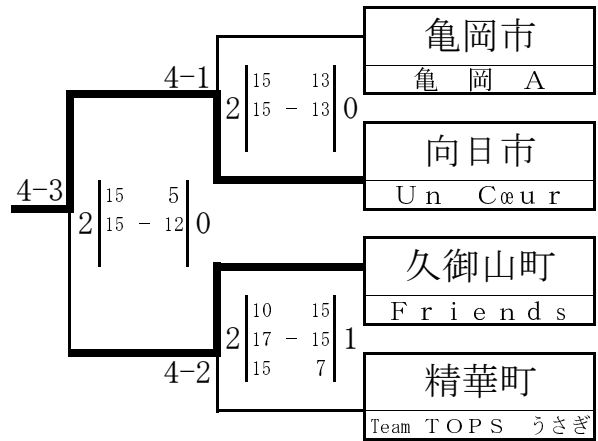 亀岡市
亀　岡　Ａ
4-1
15　13
2　15 － 13　0
向日市
Ｕｎ　Ｃœｕｒ
4-3
15　5
2　15 － 12　0
久御山町
Ｆｒｉｅｎｄｓ
10　15
2　17 － 15　1
15　7
4-2
精華町
Team ＴＯＰＳ　うさぎ